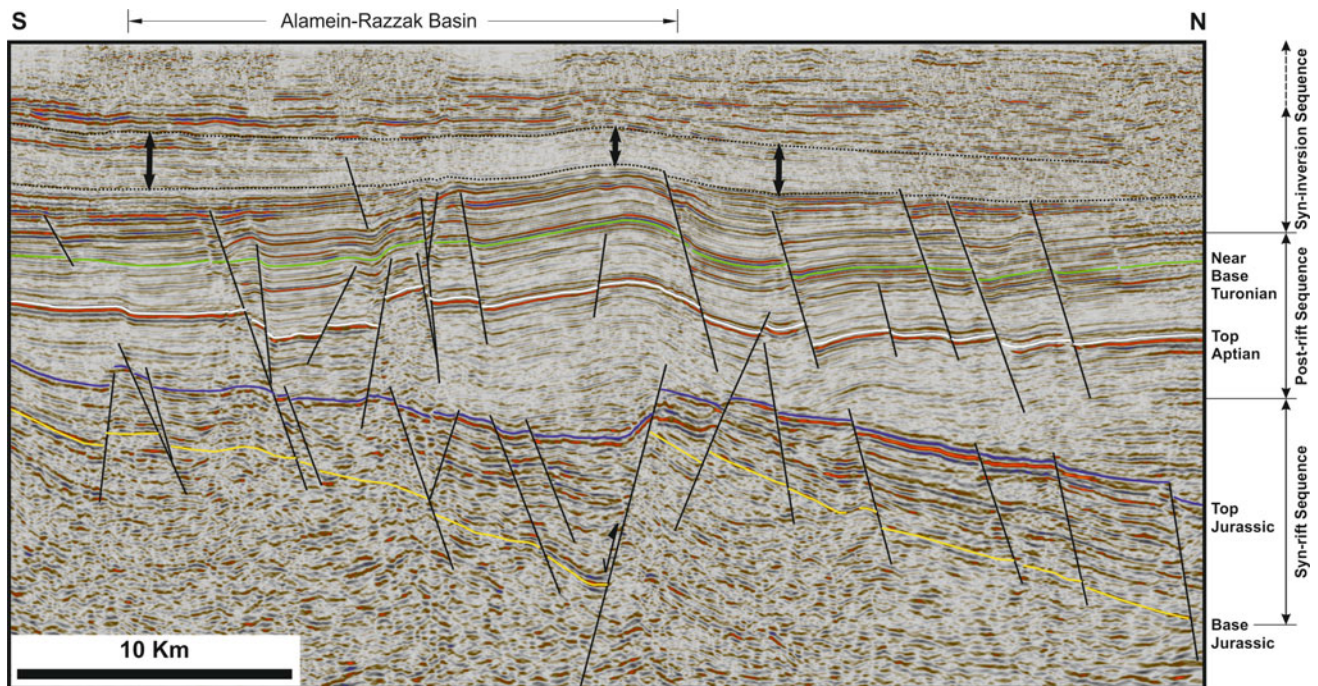 S
Alamein-Razzak Basin
N
Syn-inversion Sequence
Near
Base
Turonian
Top
Aptian
Post-rift Sequence
Top
Jurassic
Syn-rift Sequence
Base
Jurassic
10 Km